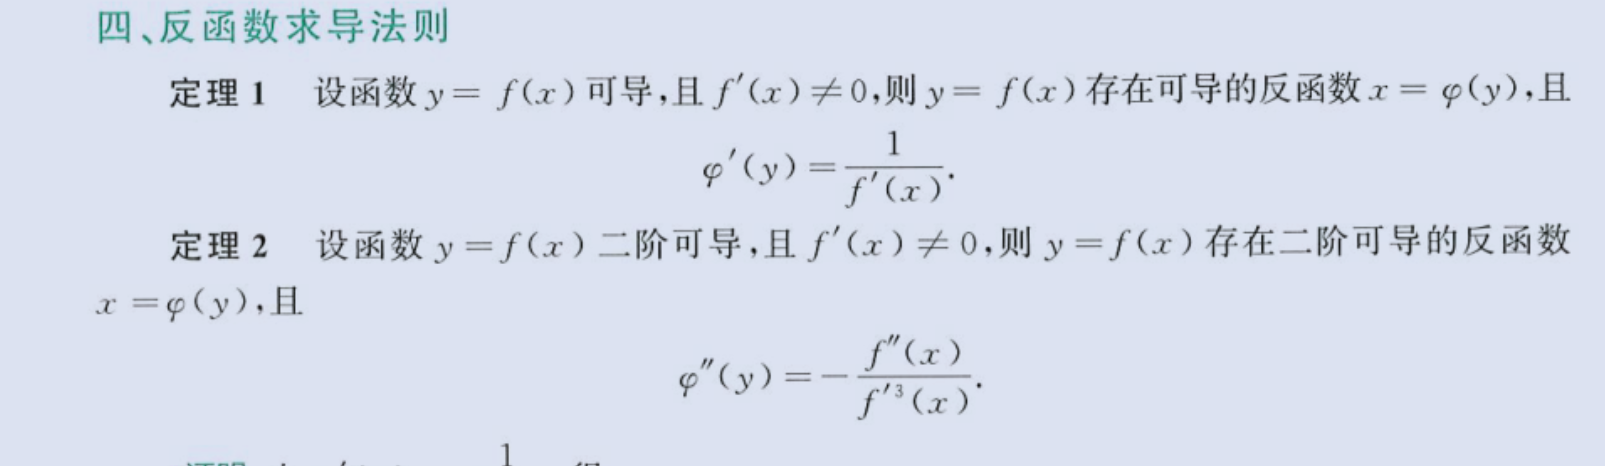 四、反函数求导法则
定理 1 设函数 y = f(x) 可导,且 f′(x) ≠ 0,则 y = f(x) 存在可导的反函数 x = φ(y),且
φ′(y) = 1/f′(x).
定理 2 设函数 y = f(x) 二阶可导,且 f′(x) ≠ 0,则 y = f(x) 存在二阶可导的反函数
x = φ(y),且
φ″(y) = −f″(x)/f′³(x).